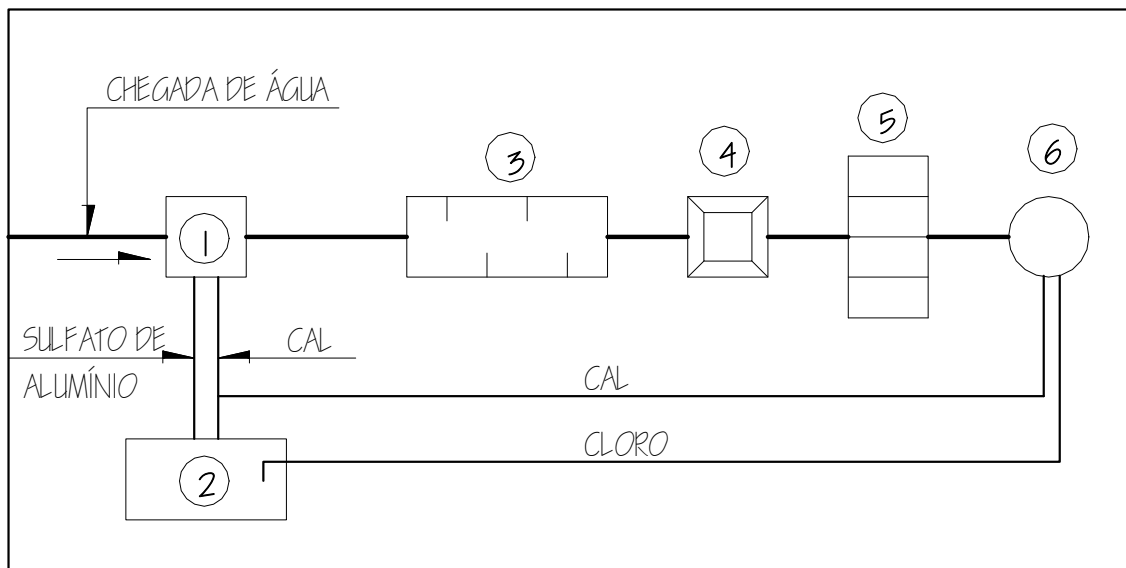 CHEGADA DE ÁGUA
3
4
5
6
1
SULFATO DE
ALUMÍNIO
CAL
CAL
CLORO
2